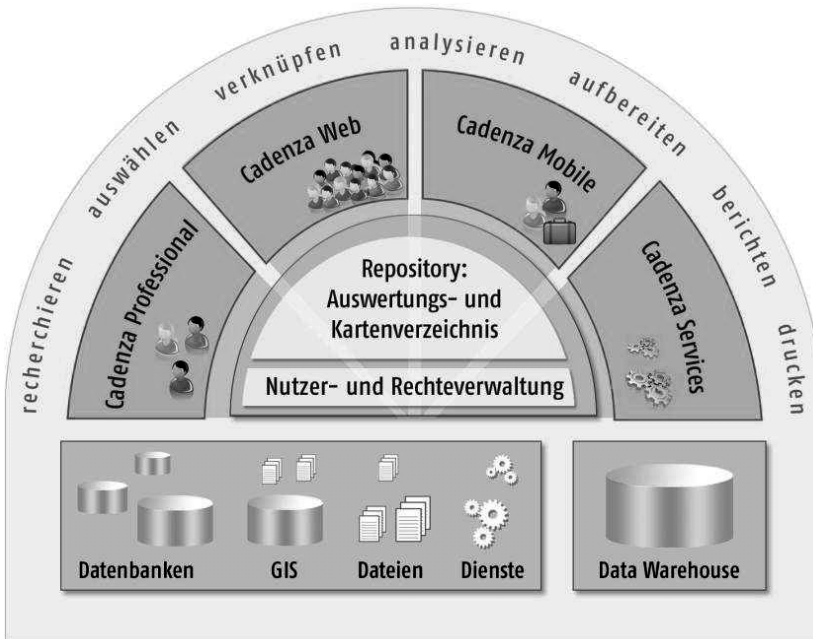 recherchieren auswählen verknüpfen analysieren aufbereiten berichten drucken
Cadenza Professional
Cadenza Web
Cadenza Mobile
Cadenza Services
Repository:
Auswertungs- und
Kartenverzeichnis
Nutzer- und Rechteverwaltung
Datenbanken
GIS
Dateien
Dienste
Data Warehouse